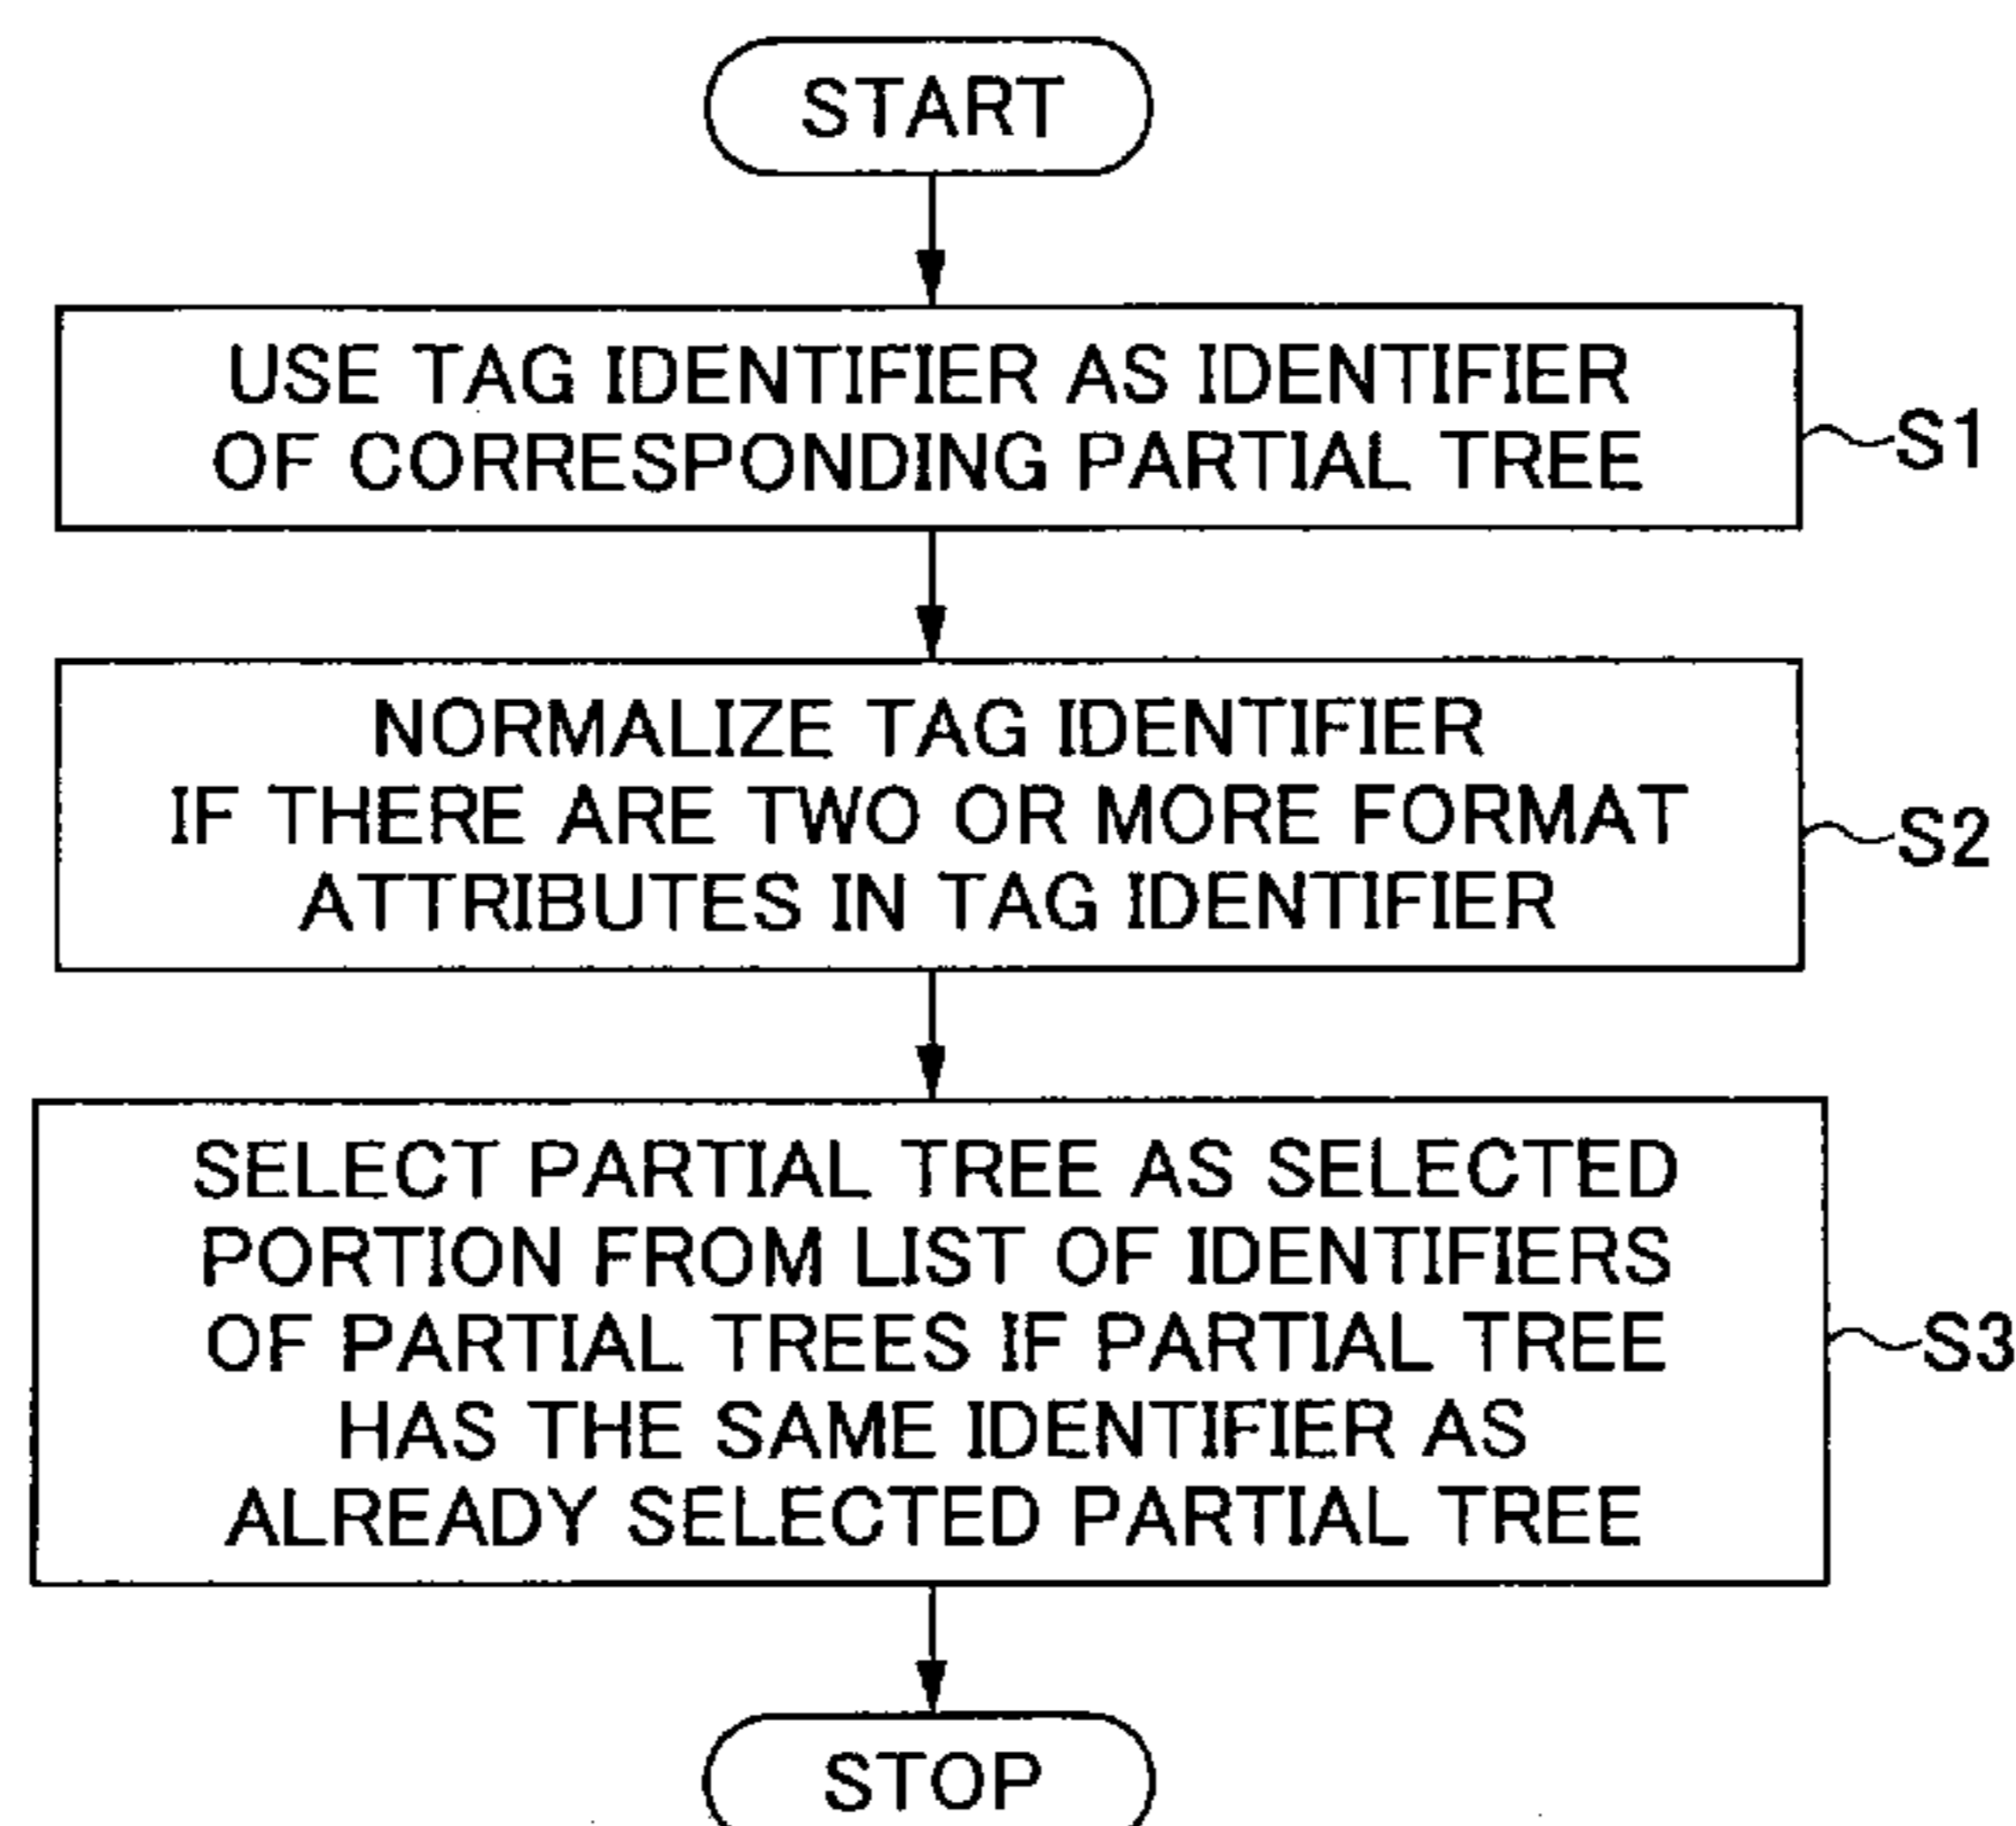 START
USE TAG IDENTIFIER AS IDENTIFIER
OF CORRESPONDING PARTIAL TREE
S1
NORMALIZE TAG IDENTIFIER
IF THERE ARE TWO OR MORE FORMAT
ATTRIBUTES IN TAG IDENTIFIER
S2
SELECT PARTIAL TREE AS SELECTED
PORTION FROM LIST OF IDENTIFIERS
OF PARTIAL TREES IF PARTIAL TREE
HAS THE SAME IDENTIFIER AS
ALREADY SELECTED PARTIAL TREE
S3
STOP